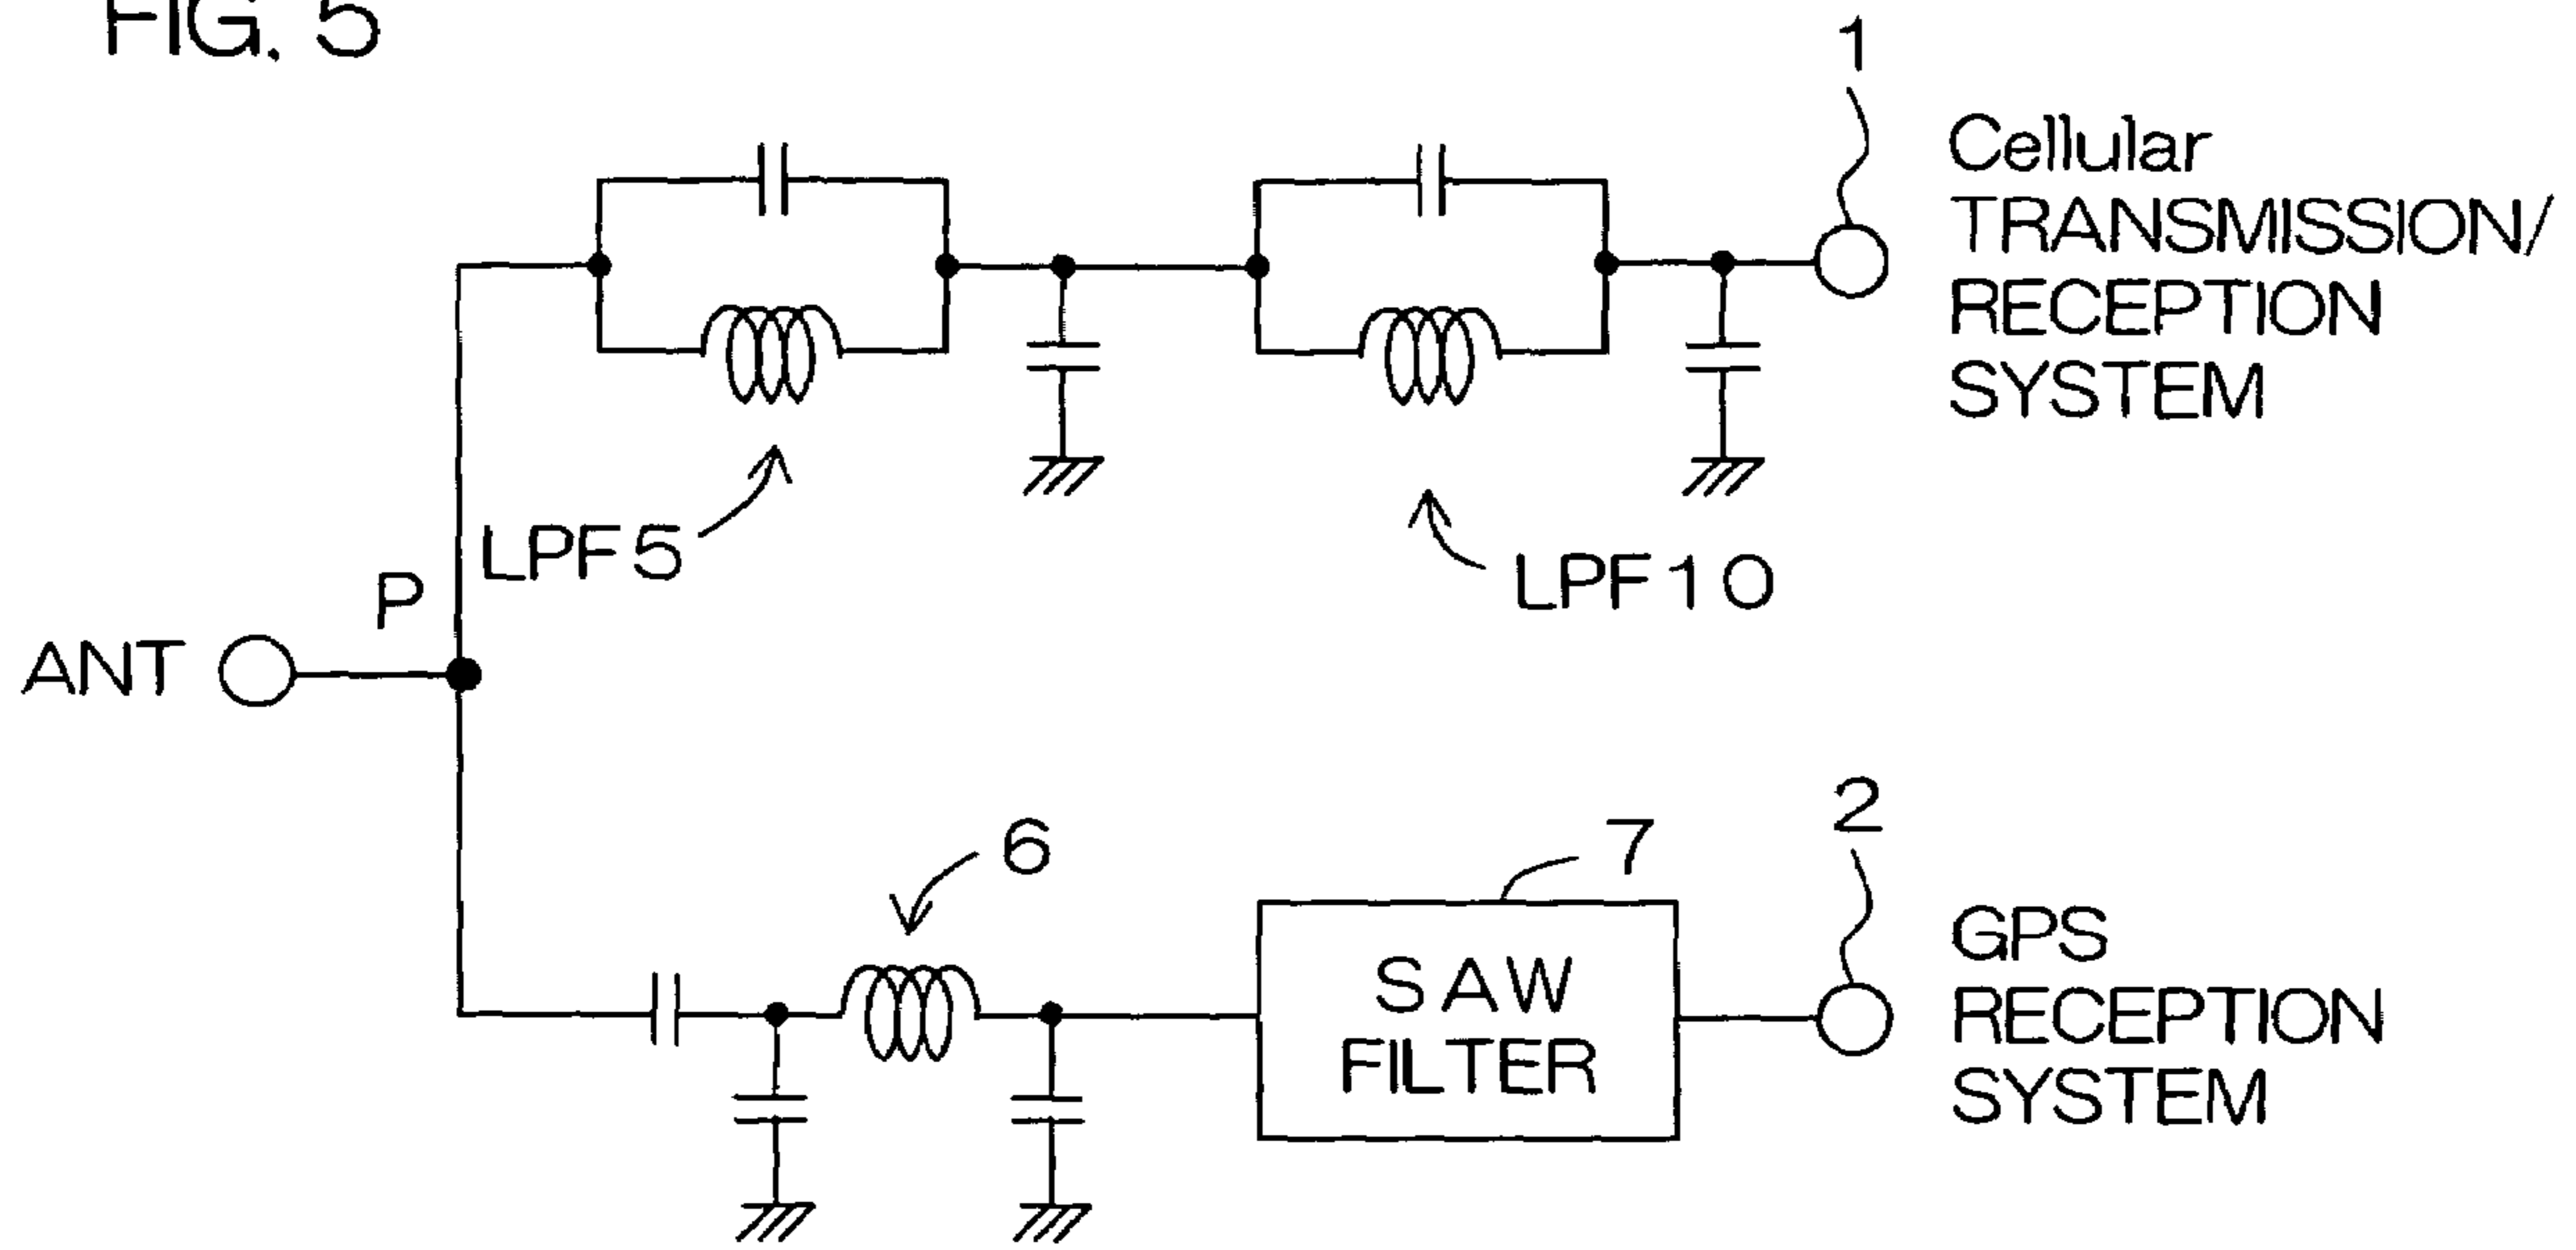 FIG. 5
1
Cellular
TRANSMISSION/
RECEPTION
SYSTEM
LPF5
LPF10
P
ANT
6
7
2
SAW
FILTER
GPS
RECEPTION
SYSTEM